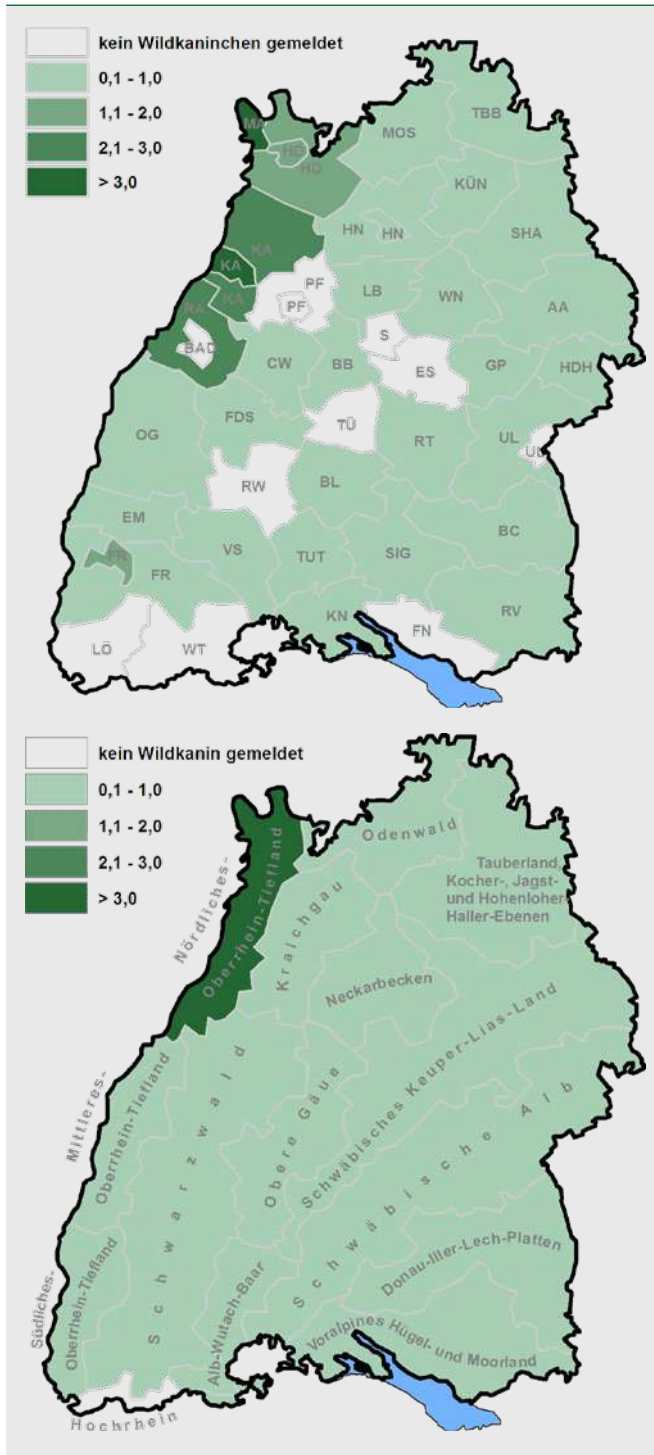 kein Wildkaninchen gemeldet
0,1 - 1,0
1,1 - 2,0
2,1 - 3,0
> 3,0
TBB
MOS
MA
HD
HD
KÜN
HN
HN
SHA
KA
KA
KA
PF
PF
LB
WN
AA
RA
BAD
S
ES
CW
BB
GP
HDH
FDS
TÜ
RT
UL
UL
OG
RW
BL
EM
FR
FR
VS
TUT
SIG
BC
KN
FN
RV
LÖ
WT
kein Wildkanin gemeldet
0,1 - 1,0
1,1 - 2,0
2,1 - 3,0
> 3,0
Odenwald
Tauberland,
Kocher-, Jagst-
und Hohenloher-
Haller-Ebenen
Nördliches-
Oberrhein-Tiefland
Kraichgau
Neckarbecken
Schwäbisches Keuper-Lias-Land
Mittleres-
Oberrhein-Tiefland
Schwarzwald
Obere Gäue
Schwäbische Alb
Donau-Iller-Lech-Platten
Südliches-
Oberrhein-Tiefland
Alb-Wutach-Baar
Voralpines Hügel- und Moorland
Hochrhein